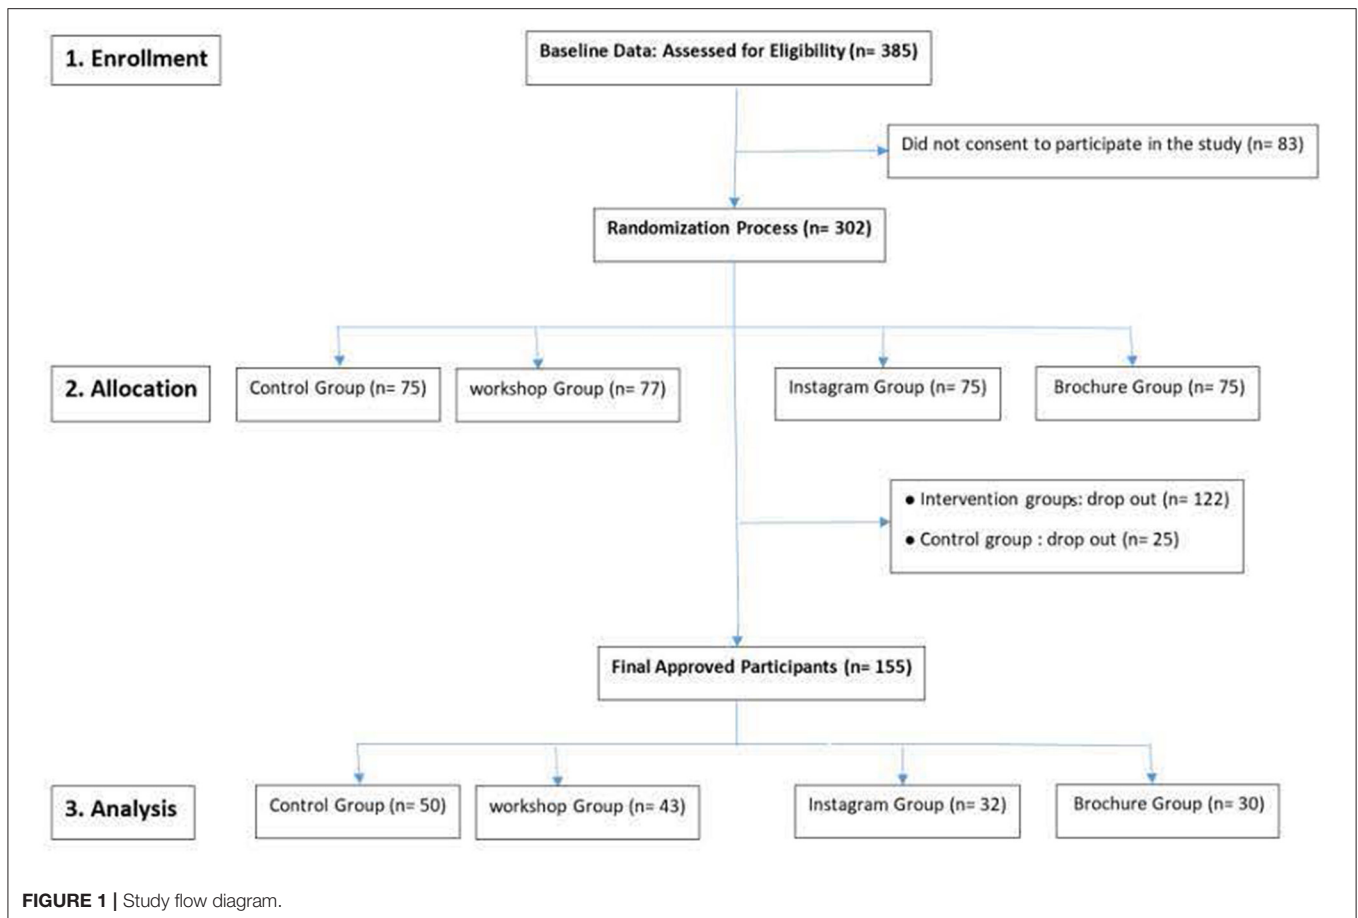 1. Enrollment
Baseline Data: Assessed for Eligibility (n= 385)
Did not consent to participate in the study (n= 83)
Randomization Process (n= 302)
2. Allocation
Control Group (n= 75)
workshop Group (n= 77)
Instagram Group (n= 75)
Brochure Group (n= 75)
● Intervention groups: drop out (n= 122)
● Control group : drop out (n= 25)
Final Approved Participants (n= 155)
3. Analysis
Control Group (n= 50)
workshop Group (n= 43)
Instagram Group (n= 32)
Brochure Group (n= 30)
FIGURE 1 | Study flow diagram.